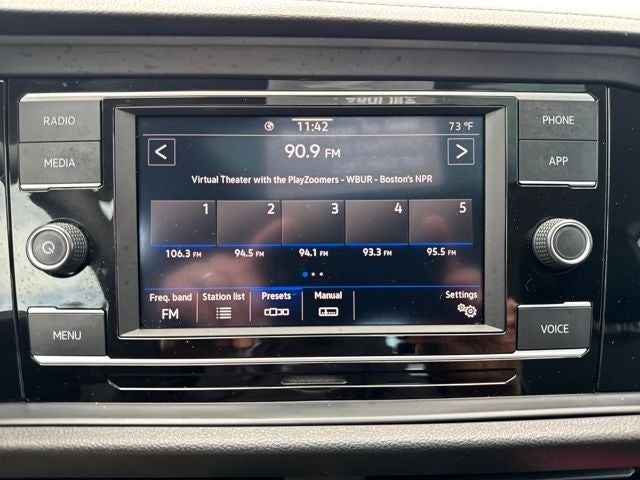 RADIO
MEDIA
MENU
11:42
73 °F
90.9 FM
Virtual Theater with the PlayZoomers - WBUR - Boston's NPR
1 2 3 4 5
106.3 FM 94.5 FM 94.1 FM 93.3 FM 95.5 FM
Freq. band Station list Presets Manual Settings
FM
PHONE
APP
VOICE